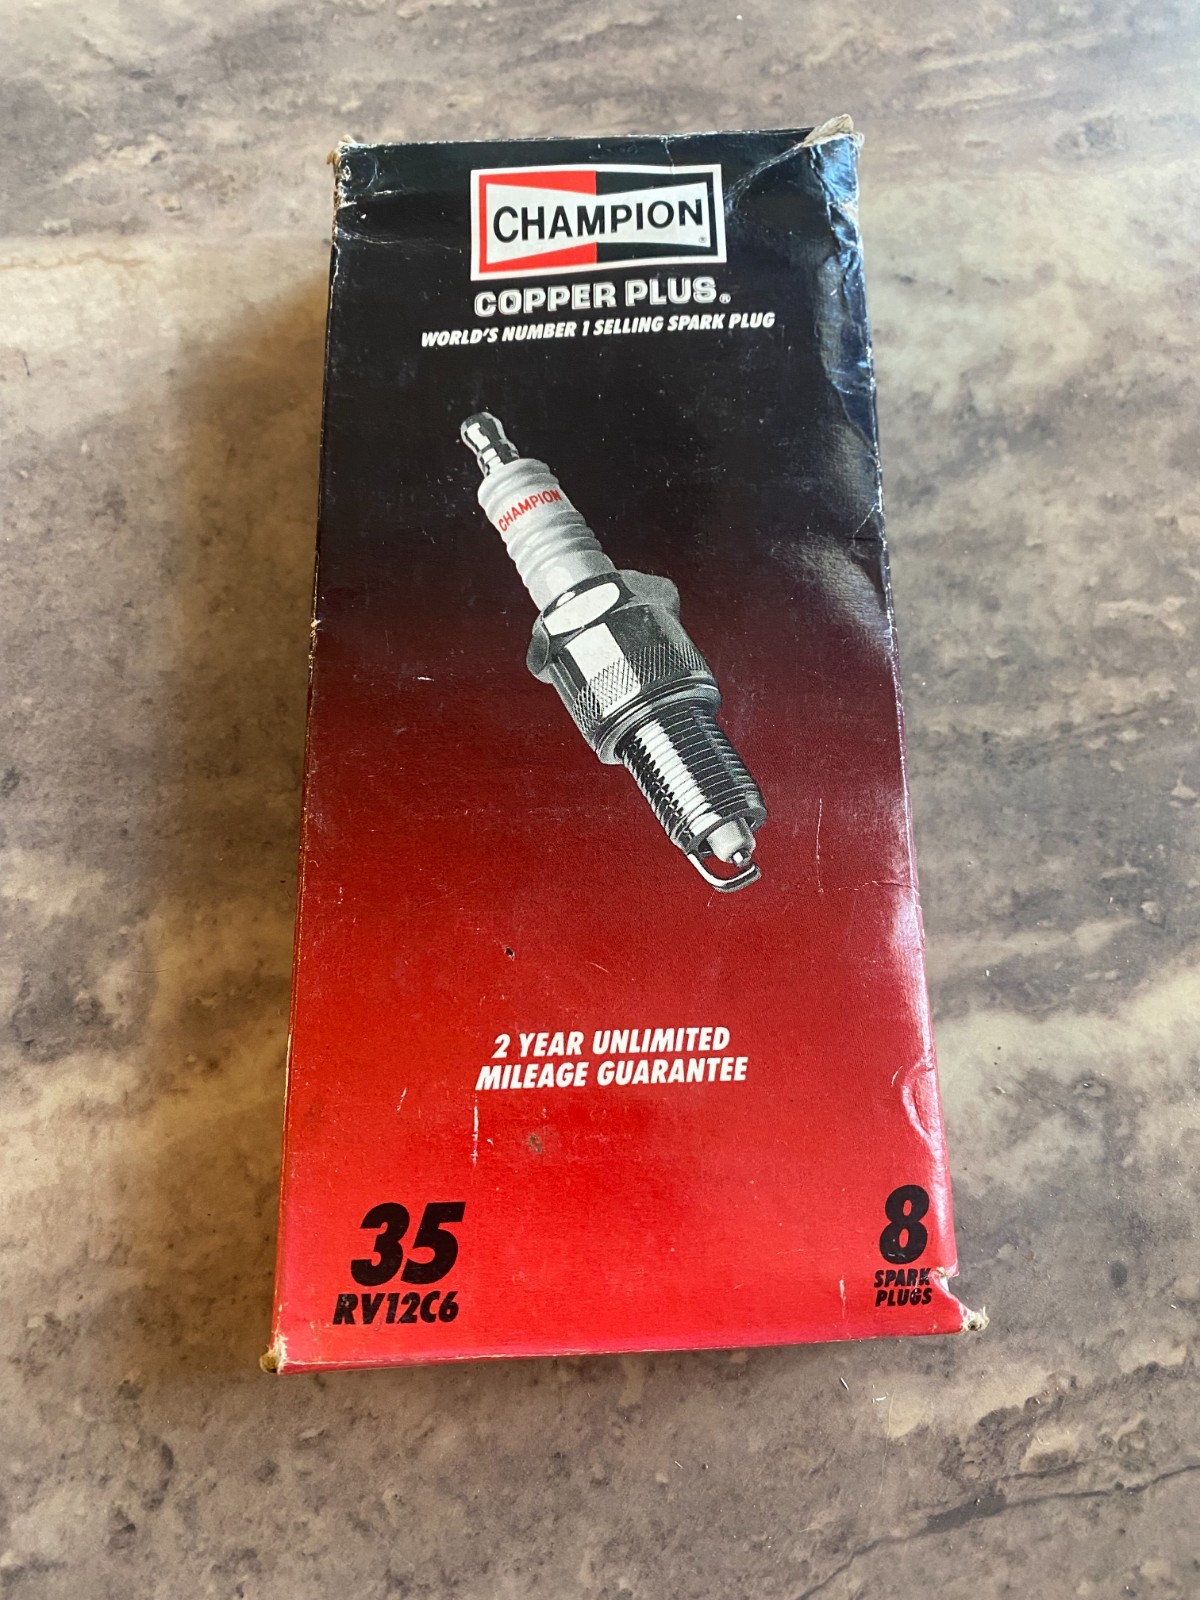 CHAMPION®
COPPER PLUS®
WORLD'S NUMBER 1 SELLING SPARK PLUG
CHAMPION
2 YEAR UNLIMITED
MILEAGE GUARANTEE
35
RV12C6
8
SPARK
PLUGS